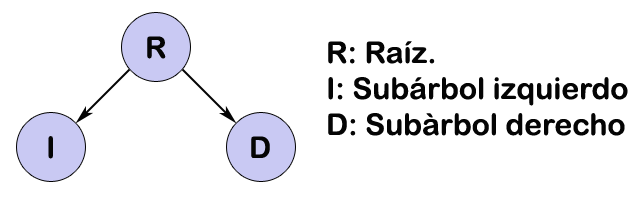 R
I
D
R: Raíz.
I: Subárbol izquierdo
D: Subàrbol derecho